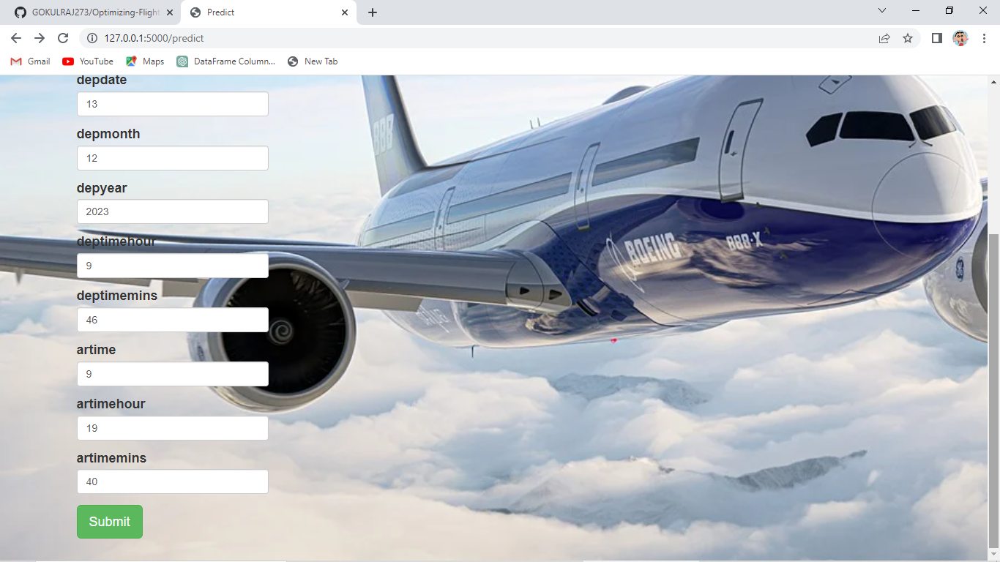 GOKULRAJ273/Optimizing-Flight
Predict
127.0.0.1:5000/predict
Gmail
YouTube
Maps
DataFrame Column...
New Tab
depdate
13
depmonth
12
depyear
2023
deptimehour
9
deptimemins
46
artime
9
artimehour
19
artimemins
40
Submit
888
BOEING
888-X